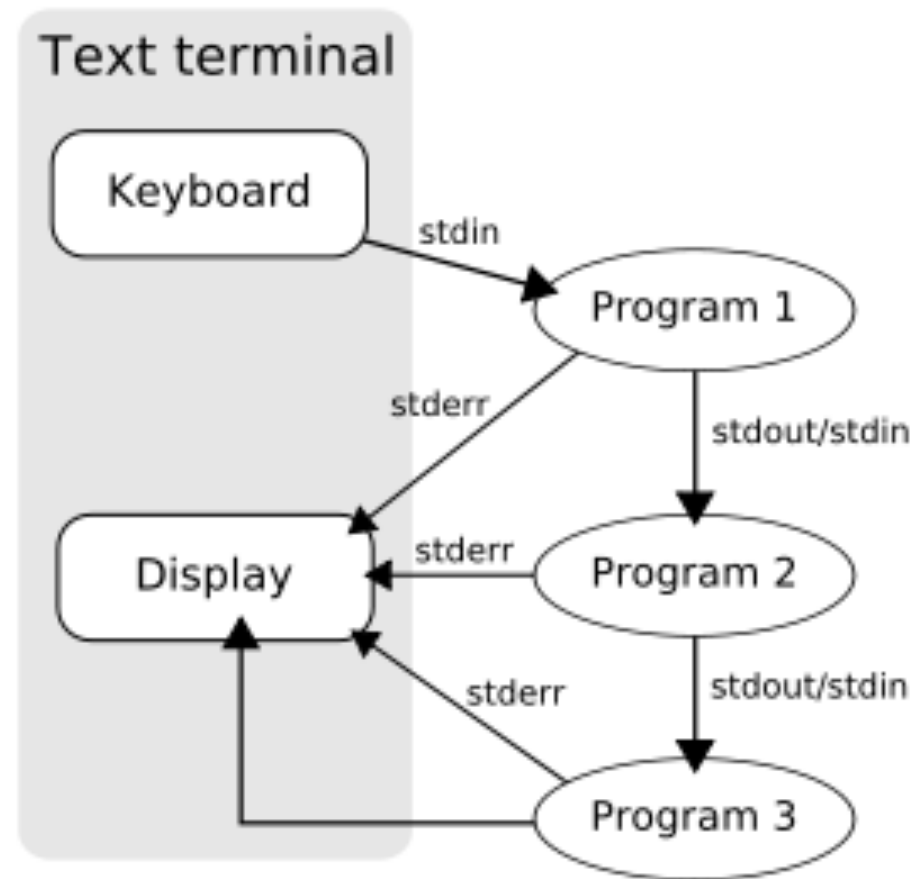 Text terminal
Keyboard
stdin
Program 1
stderr
stdout/stdin
Display
stderr
Program 2
stderr
stdout/stdin
Program 3